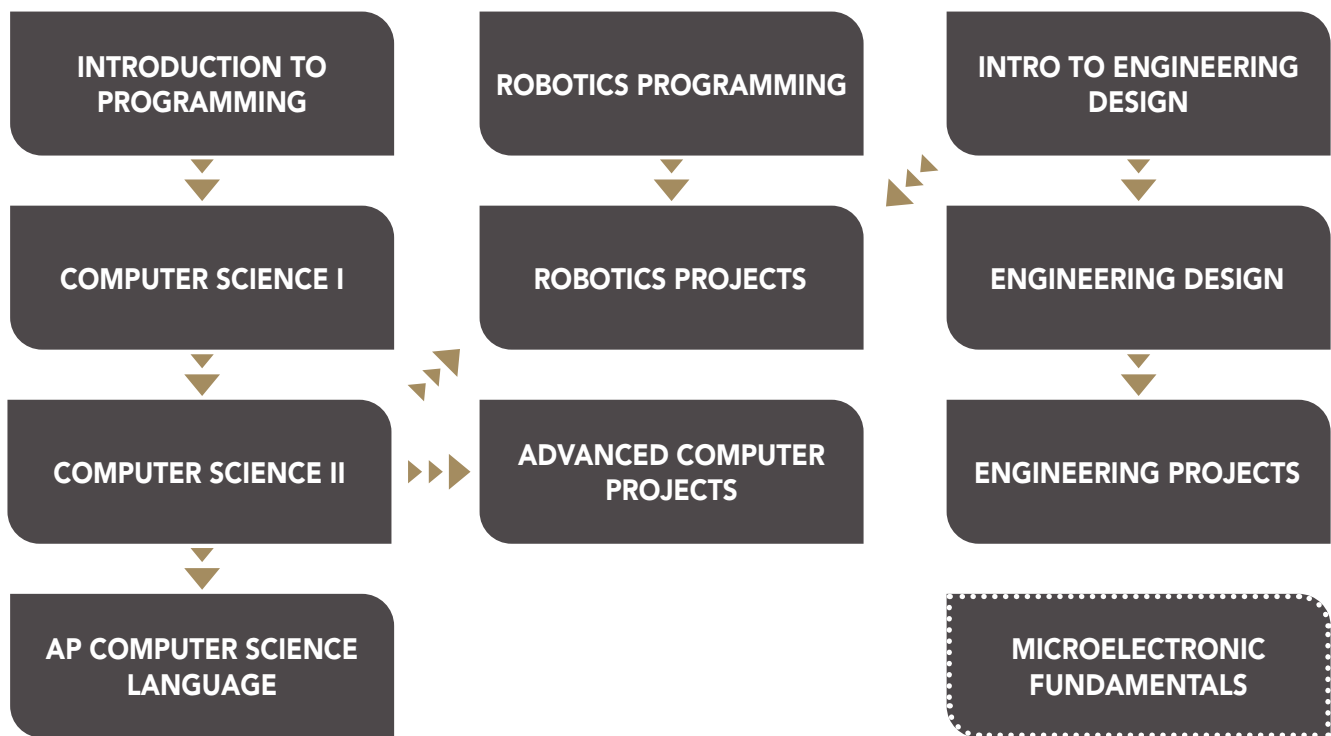 INTRODUCTION TO
PROGRAMMING
ROBOTICS PROGRAMMING
INTRO TO ENGINEERING
DESIGN
COMPUTER SCIENCE I
ROBOTICS PROJECTS
ENGINEERING DESIGN
COMPUTER SCIENCE II
ADVANCED COMPUTER
PROJECTS
ENGINEERING PROJECTS
AP COMPUTER SCIENCE
LANGUAGE
MICROELECTRONIC
FUNDAMENTALS